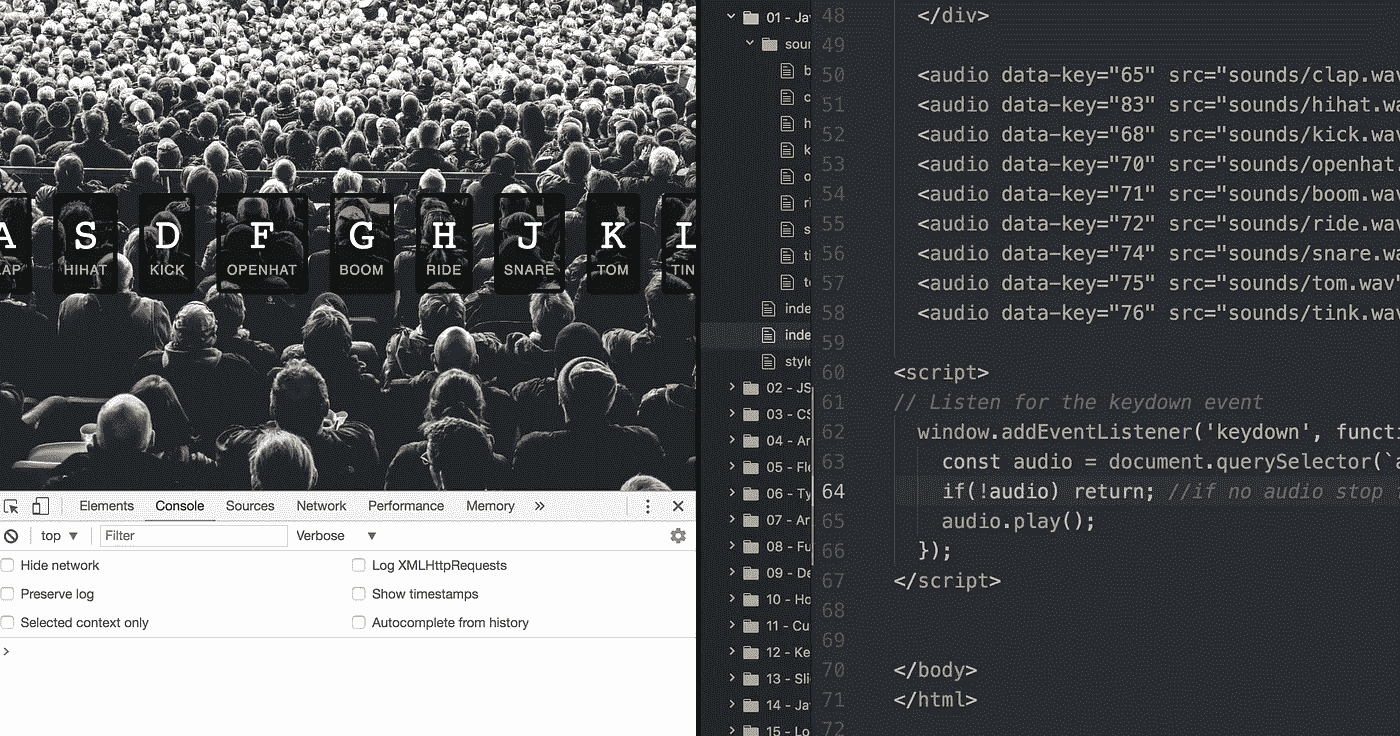 A S D F G H J K L
LAP HIHAT KICK OPENHAT BOOM RIDE SNARE TOM TIN
Elements Console Sources Network Performance Memory »
top ▼ Filter Verbose ▼
Hide network Log XMLHttpRequests
Preserve log Show timestamps
Selected context only Autocomplete from history
>
01 - Jav
soun
b
c
h
k
o
ri
s
ti
to
inde
inde
style
02 - JS
03 - CS
04 - Ar
05 - Fle
06 - Ty
07 - Ar
08 - Fu
09 - De
10 - Ho
11 - Cu
12 - Ke
13 - Sli
14 - Ja
15 - Lo
48 </div>
49
50 <audio data-key="65" src="sounds/clap.wa
51 <audio data-key="83" src="sounds/hihat.wa
52 <audio data-key="68" src="sounds/kick.wa
53 <audio data-key="70" src="sounds/openhat.
54 <audio data-key="71" src="sounds/boom.wa
55 <audio data-key="72" src="sounds/ride.wa
56 <audio data-key="74" src="sounds/snare.wa
57 <audio data-key="75" src="sounds/tom.wav"
58 <audio data-key="76" src="sounds/tink.wav
59
60 <script>
61 // Listen for the keydown event
62 window.addEventListener('keydown', functi
63 const audio = document.querySelector(`a
64 if(!audio) return; //if no audio stop
65 audio.play();
66 });
67 </script>
68
69
70 </body>
71 </html>
72